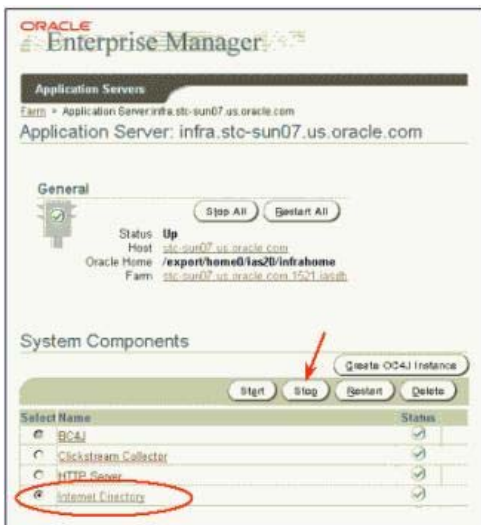 ORACLE
Enterprise Manager
Application Servers
Farm > Application Server:infra.stc-sun07.us.oracle.com
Application Server: infra.stc-sun07.us.oracle.com
General
Stop All Restart All
Status Up
Host stc-sun07.us.oracle.com
Oracle Home /export/home0/ias20/infrahome
Farm stc-sun07.us.oracle.com.1521.iasdb
System Components
Create OC4J Instance
Start Stop Restart Delete
Select Name Status
BC4J
Clickstream Collector
HTTP Server
Internet Directory